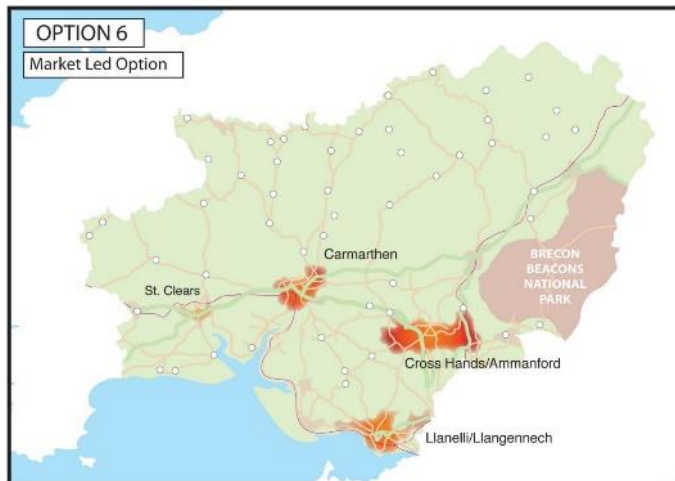 OPTION 6
Market Led Option
Carmarthen
BRECON
BEACONS
NATIONAL
PARK
St. Clears
Cross Hands/Ammanford
Llanelli/Llangennech